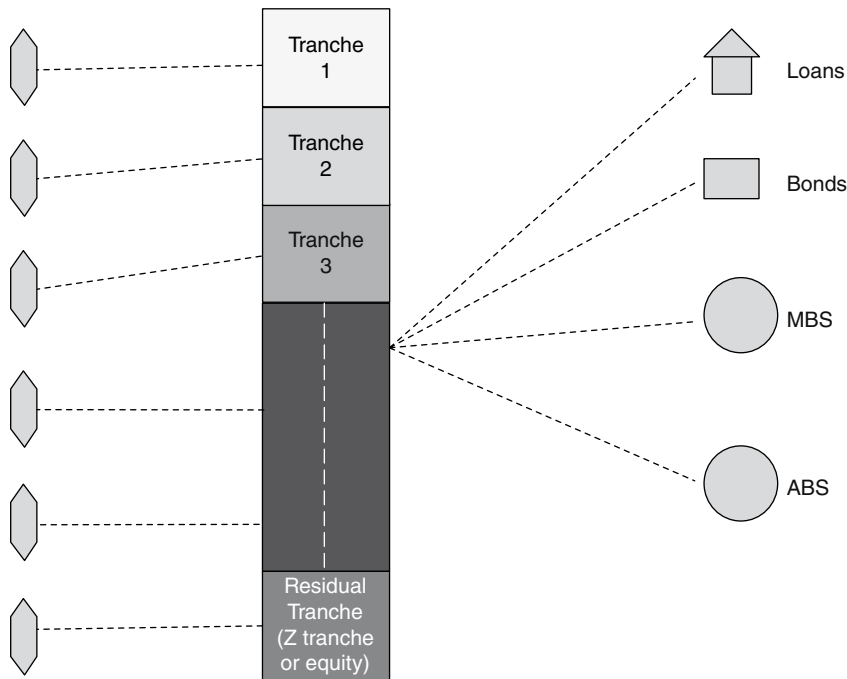 Tranche
1
Tranche
2
Tranche
3
Residual
Tranche
(Z tranche
or equity)
Loans
Bonds
MBS
ABS